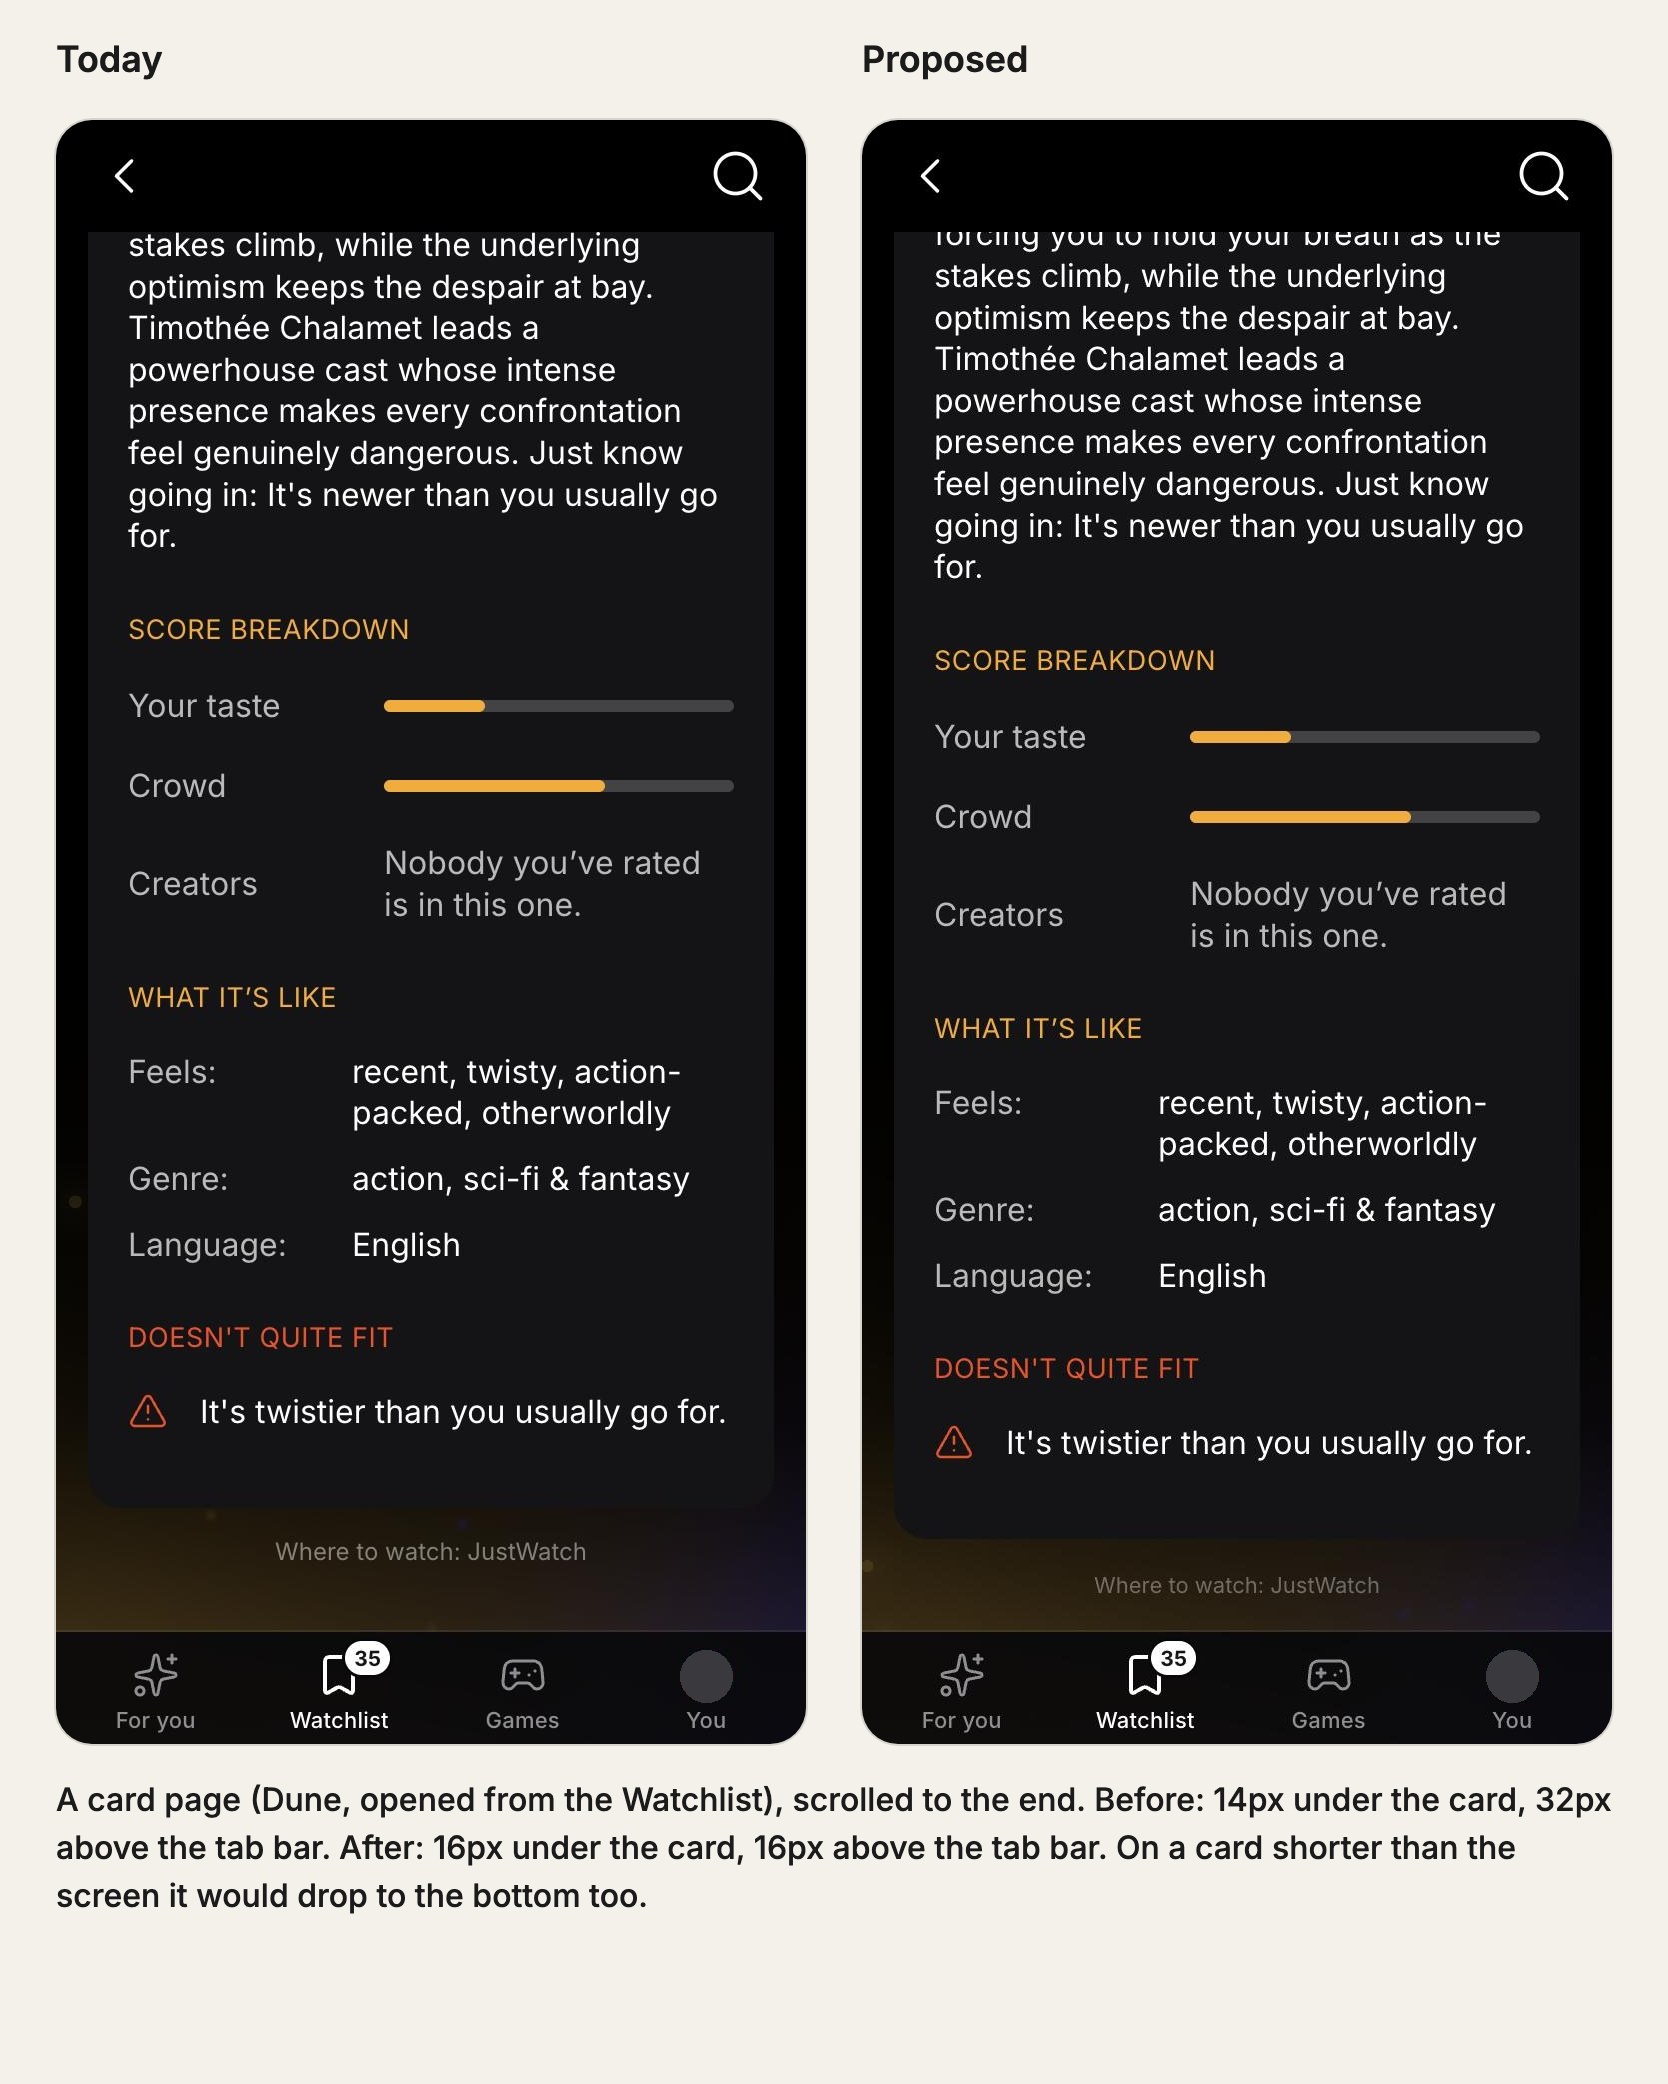 Today
stakes climb, while the underlying
optimism keeps the despair at bay.
Timothée Chalamet leads a
powerhouse cast whose intense
presence makes every confrontation
feel genuinely dangerous. Just know
going in: It's newer than you usually go
for.
SCORE BREAKDOWN
Your taste
Crowd
Creators
Nobody you’ve rated
is in this one.
WHAT IT’S LIKE
Feels: recent, twisty, action-
packed, otherworldly
Genre: action, sci-fi & fantasy
Language: English
DOESN'T QUITE FIT
It's twistier than you usually go for.
Where to watch: JustWatch
35
For you Watchlist Games You
Proposed
forcing you to hold your breath as the
stakes climb, while the underlying
optimism keeps the despair at bay.
Timothée Chalamet leads a
powerhouse cast whose intense
presence makes every confrontation
feel genuinely dangerous. Just know
going in: It's newer than you usually go
for.
SCORE BREAKDOWN
Your taste
Crowd
Creators
Nobody you’ve rated
is in this one.
WHAT IT’S LIKE
Feels: recent, twisty, action-
packed, otherworldly
Genre: action, sci-fi & fantasy
Language: English
DOESN'T QUITE FIT
It's twistier than you usually go for.
Where to watch: JustWatch
35
For you Watchlist Games You
A card page (Dune, opened from the Watchlist), scrolled to the end. Before: 14px under the card, 32px
above the tab bar. After: 16px under the card, 16px above the tab bar. On a card shorter than the
screen it would drop to the bottom too.